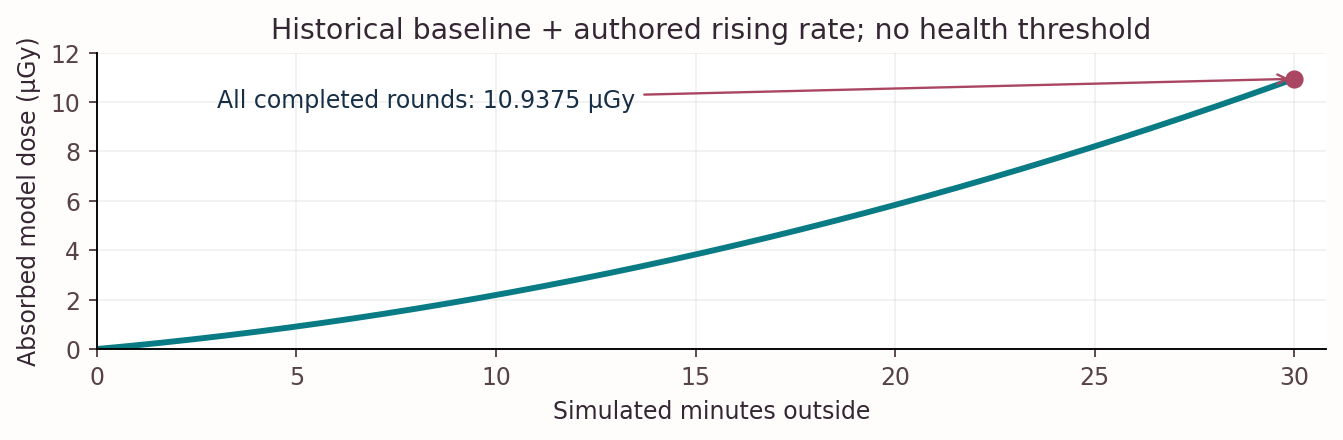 Historical baseline + authored rising rate; no health threshold
Absorbed model dose (µGy)
12
10
8
6
4
2
0
All completed rounds: 10.9375 µGy
0 5 10 15 20 25 30
Simulated minutes outside